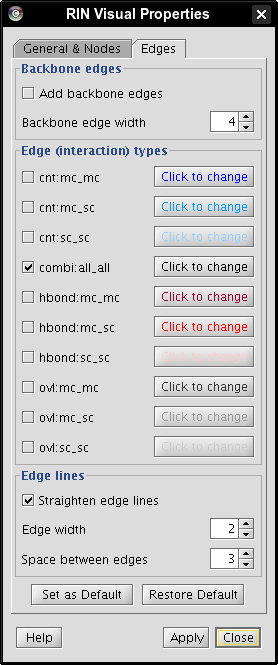 RIN Visual Properties
General & Nodes Edges
Backbone edges
Add backbone edges
Backbone edge width 4
Edge (interaction) types
cnt:mc_mc Click to change
cnt:mc_sc Click to change
cnt:sc_sc Click to change
combi:all_all Click to change
hbond:mc_mc Click to change
hbond:mc_sc Click to change
hbond:sc_sc Click to change
ovl:mc_mc Click to change
ovl:mc_sc Click to change
ovl:sc_sc Click to change
Edge lines
Straighten edge lines
Edge width 2
Space between edges 3
Set as Default Restore Default
Help Apply Close